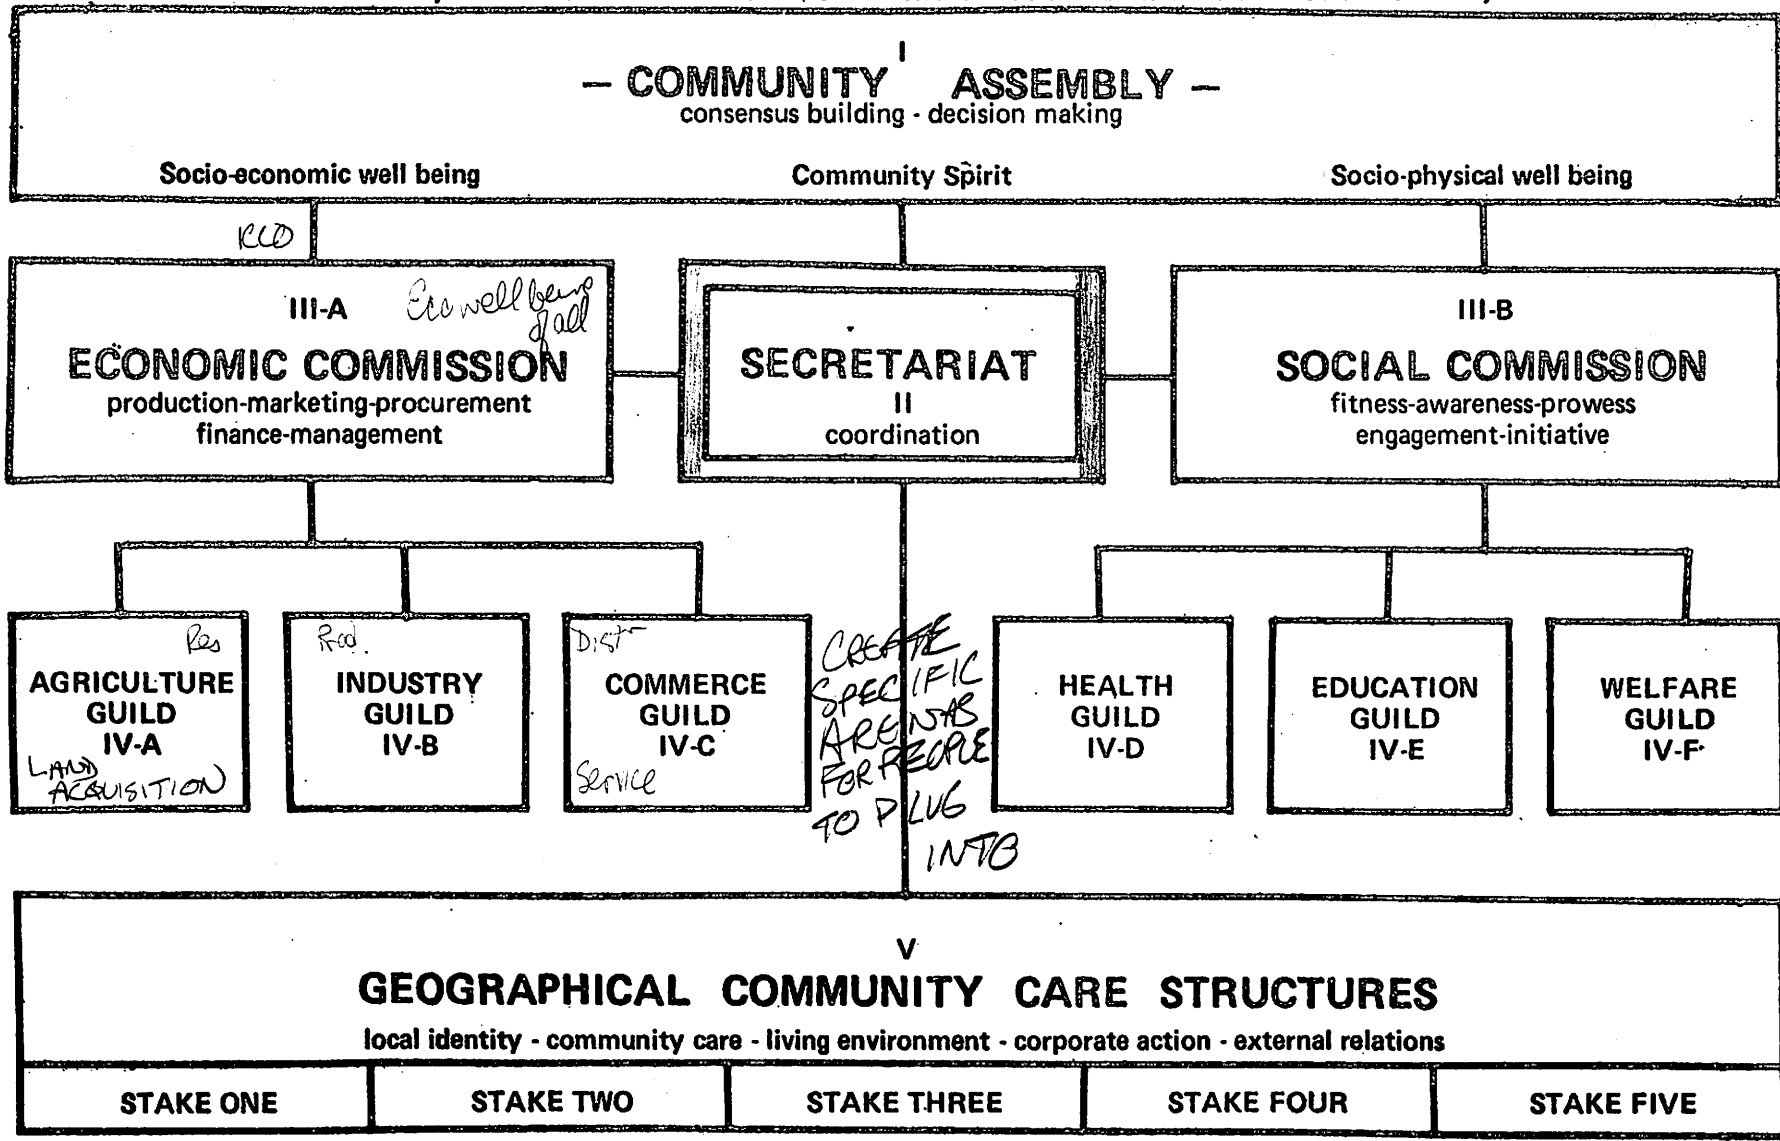 I
— COMMUNITY ASSEMBLY —
consensus building - decision making
Socio-economic well being
Community Spirit
Socio-physical well being
III-A
Eco well being
of all
ECONOMIC COMMISSION
production-marketing-procurement
finance-management
SECRETARIAT
II
coordination
III-B
SOCIAL COMMISSION
fitness-awareness-prowess
engagement-initiative
Res
AGRICULTURE
GUILD
IV-A
LAND
ACQUISITION
INDUSTRY
GUILD
IV-B
Dist
COMMERCE
GUILD
IV-C
Service
CREATE
SPECIFIC
ARENAS
FOR PEOPLE
TO PLUG
INTO
HEALTH
GUILD
IV-D
EDUCATION
GUILD
IV-E
WELFARE
GUILD
IV-F
V
GEOGRAPHICAL COMMUNITY CARE STRUCTURES
local identity - community care - living environment - corporate action - external relations
STAKE ONE
STAKE TWO
STAKE THREE
STAKE FOUR
STAKE FIVE